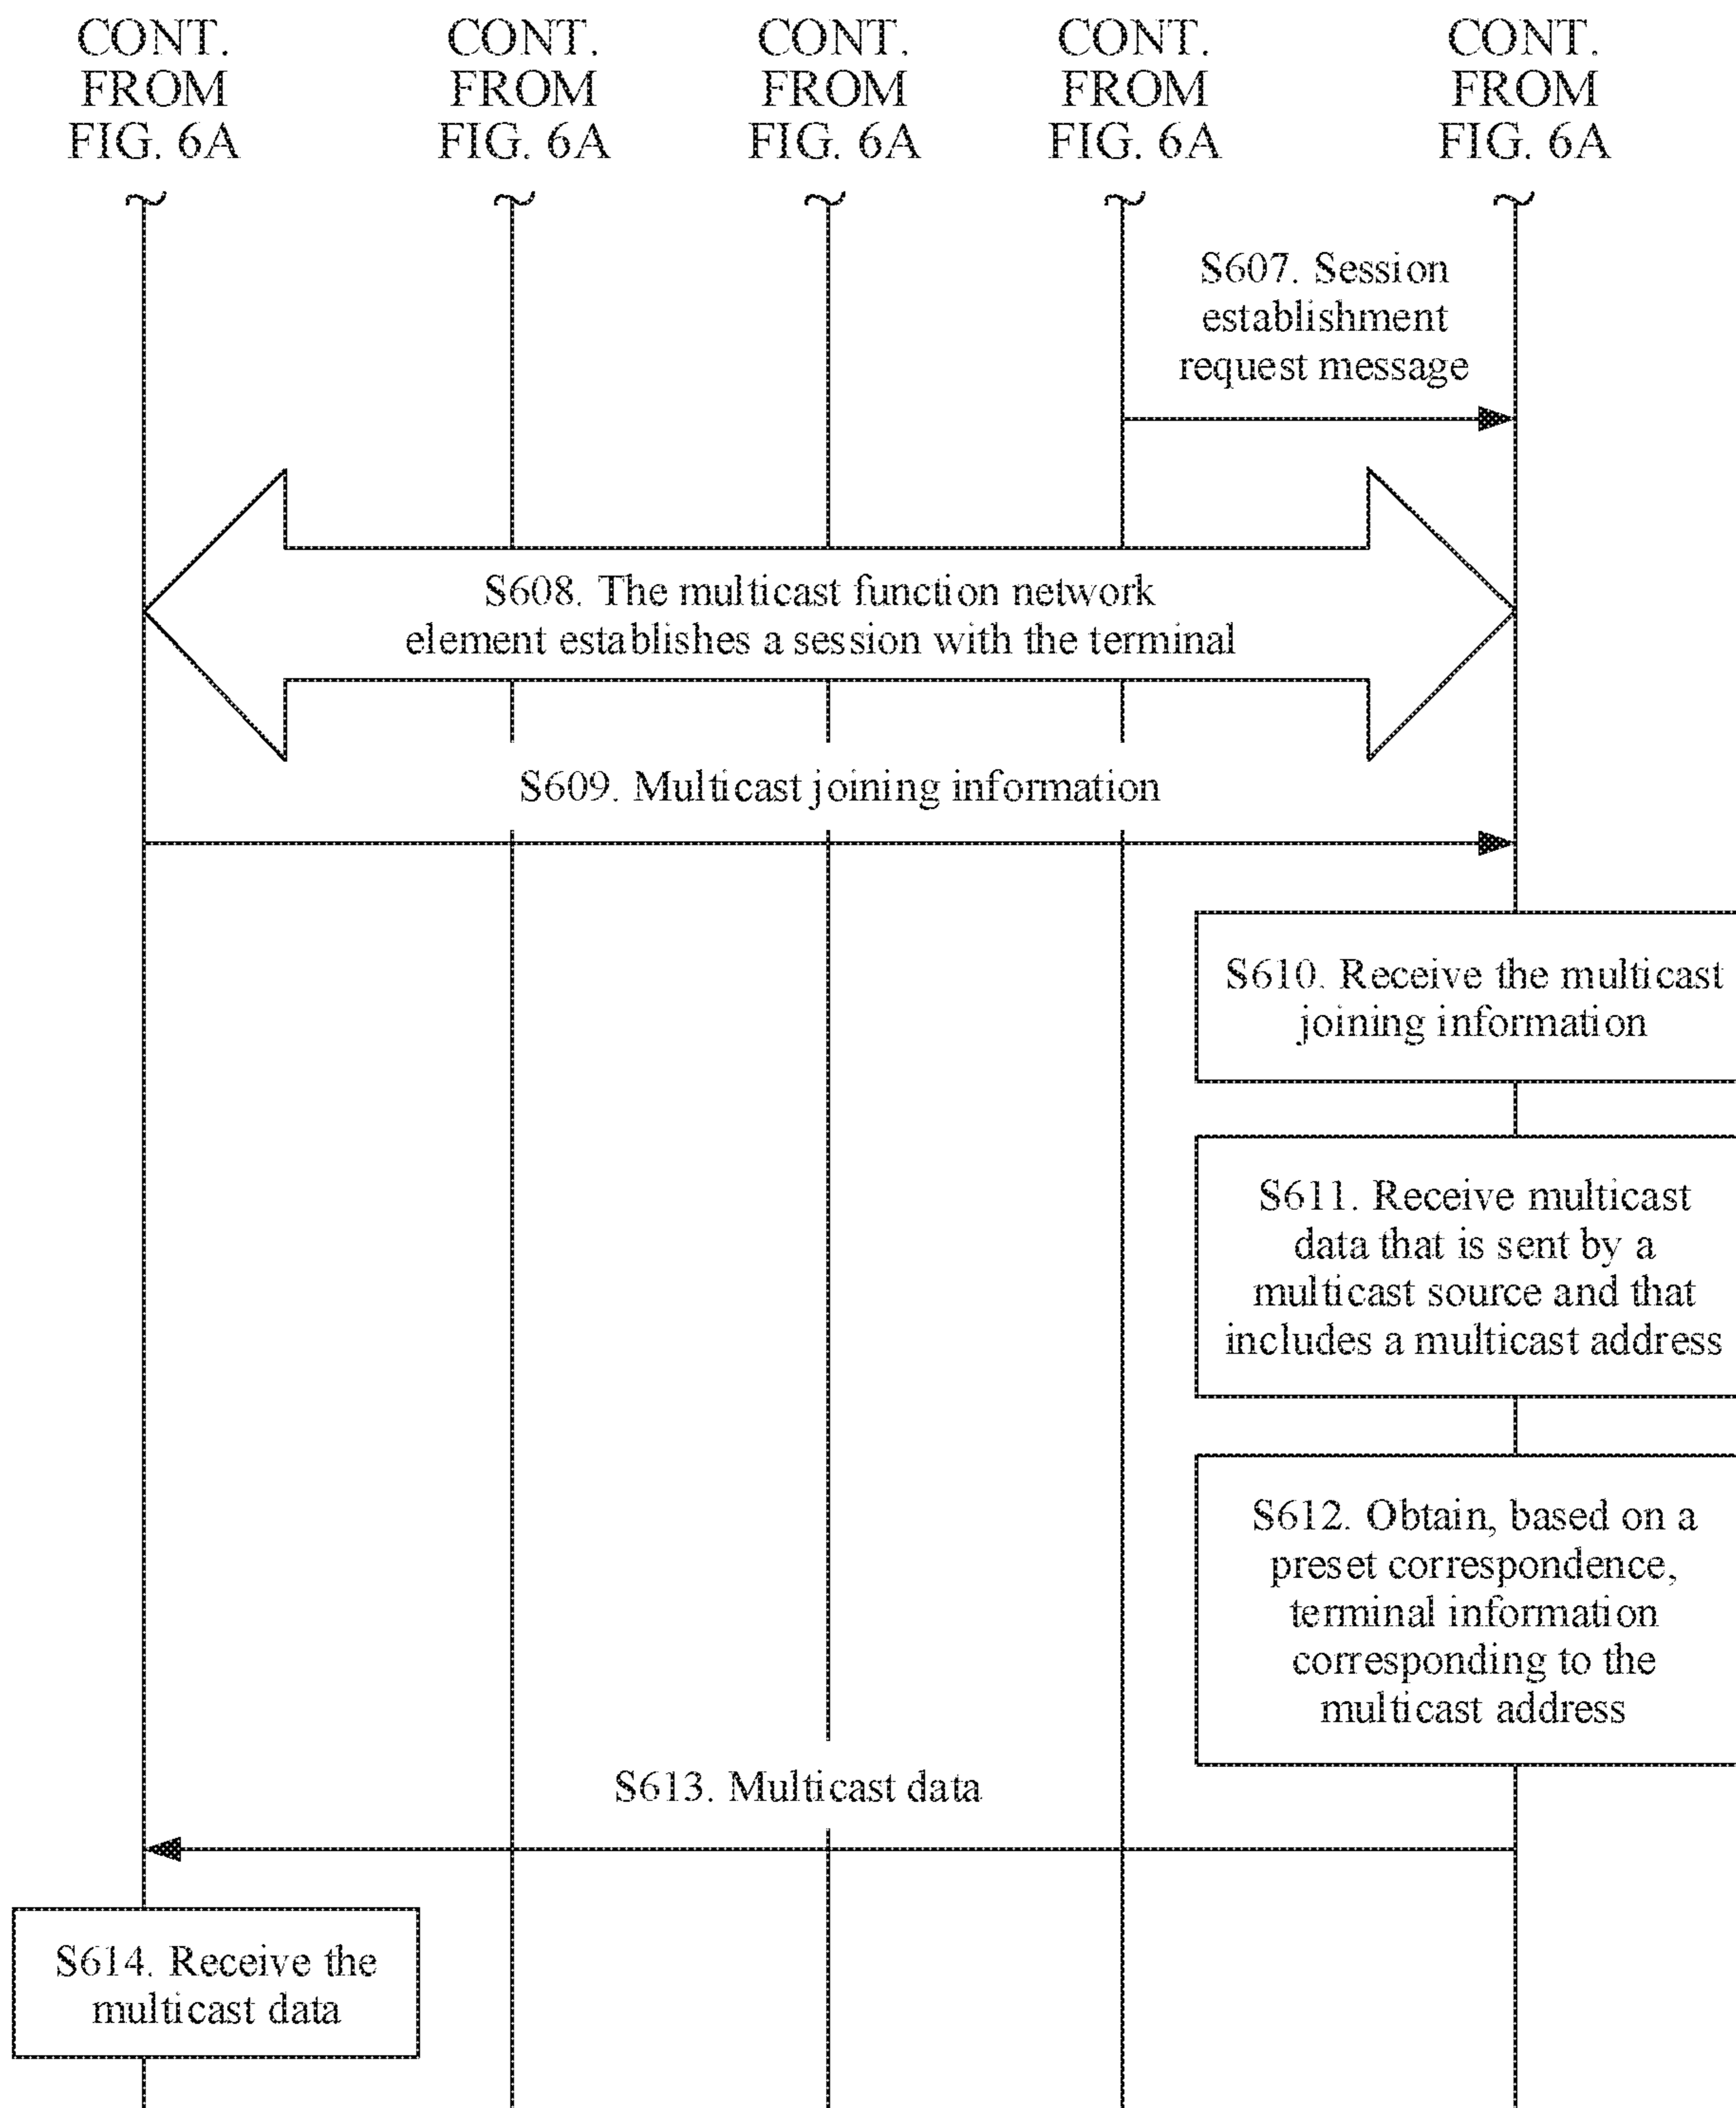 CONT.
FROM
FIG. 6A
CONT.
FROM
FIG. 6A
CONT.
FROM
FIG. 6A
CONT.
FROM
FIG. 6A
CONT.
FROM
FIG. 6A
S607. Session
establishment
request message
S608. The multicast function network
element establishes a session with the terminal
S609. Multicast joining information
S610. Receive the multicast
joining information
S611. Receive multicast
data that is sent by a
multicast source and that
includes a multicast address
S612. Obtain, based on a
preset correspondence,
terminal information
corresponding to the
multicast address
S613. Multicast data
S614. Receive the
multicast data